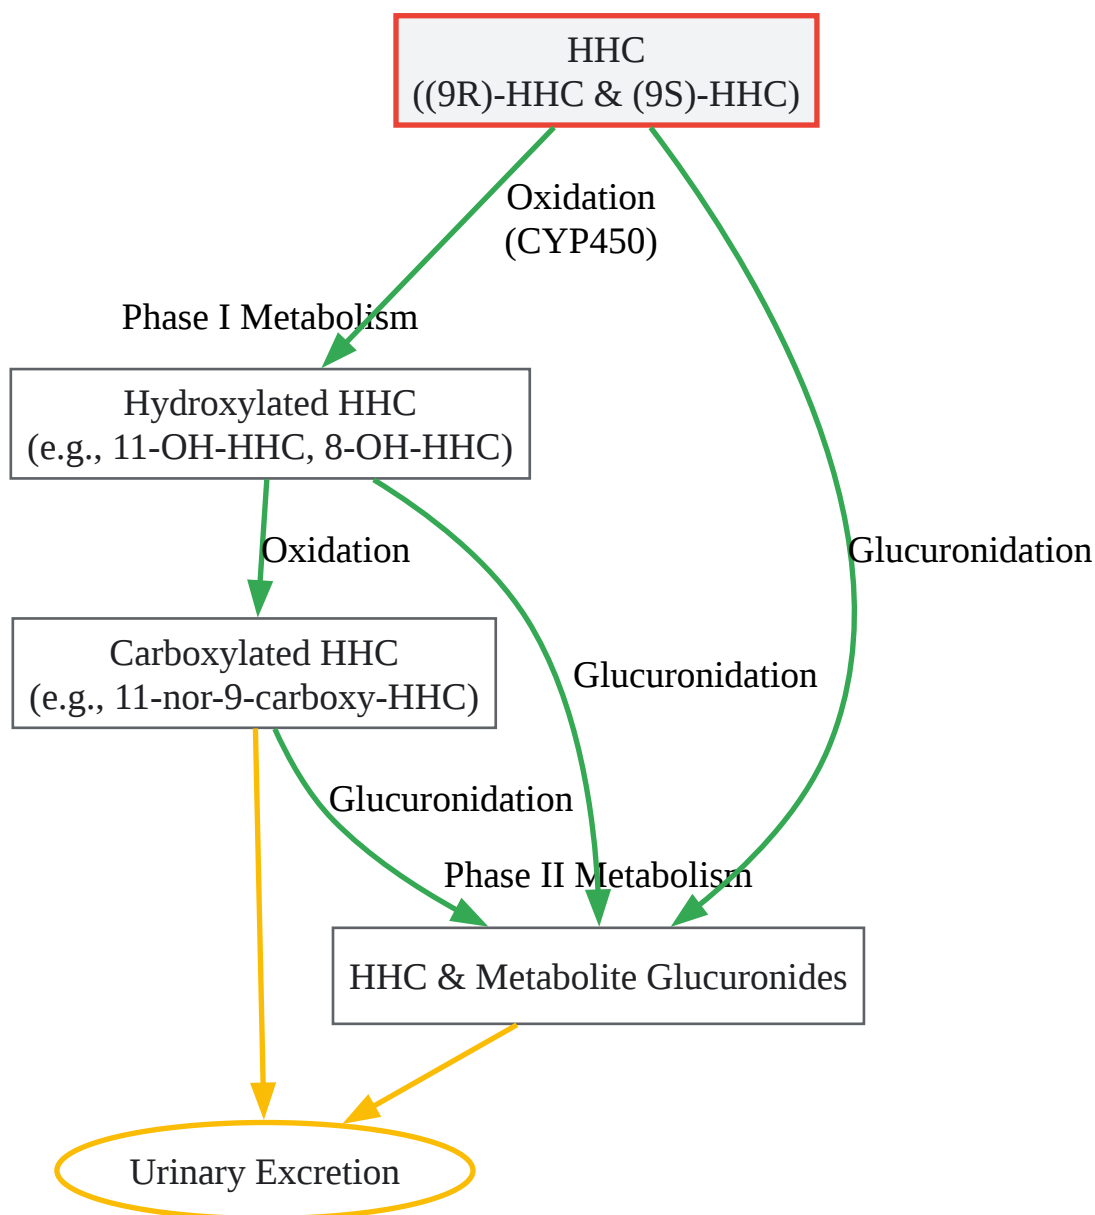 HHC
((9R)-HHC & (9S)-HHC)
Oxidation
(CYP450)
Phase I Metabolism
Hydroxylated HHC
(e.g., 11-OH-HHC, 8-OH-HHC)
Oxidation
Glucuronidation
Carboxylated HHC
(e.g., 11-nor-9-carboxy-HHC)
Glucuronidation
Glucuronidation
Phase II Metabolism
HHC & Metabolite Glucuronides
Urinary Excretion